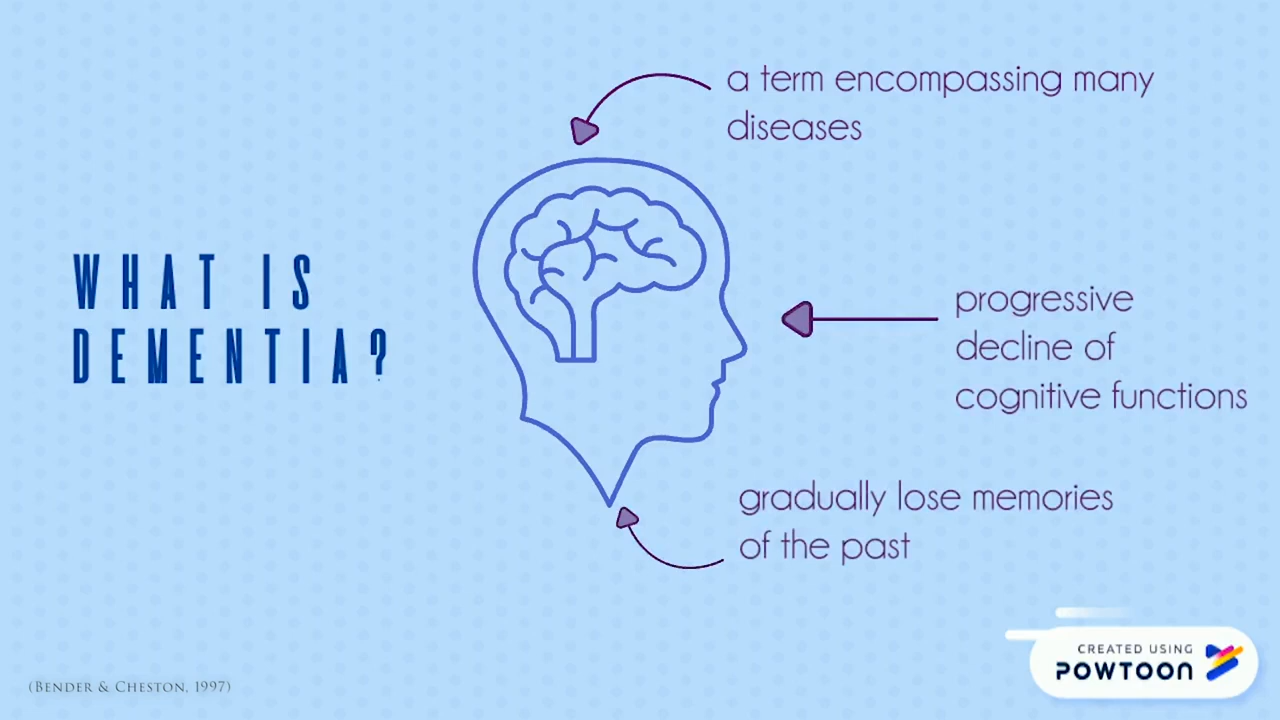 WHAT IS
DEMENTIA?
a term encompassing many
diseases
progressive
decline of
cognitive functions
gradually lose memories
of the past
(BENDER & CHESTON, 1997)
CREATED USING
POWTOON